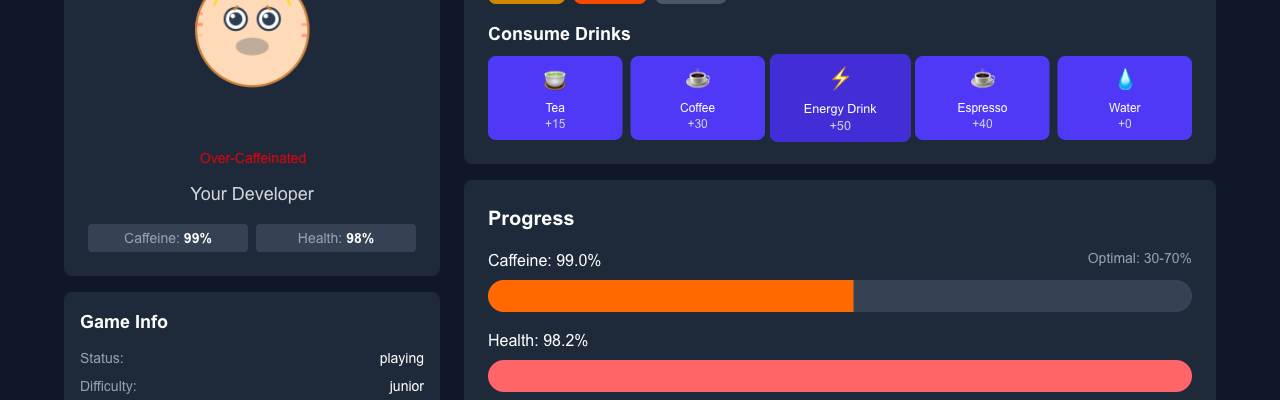 Over-Caffeinated
Your Developer
Caffeine: 99%
Health: 98%
Game Info
Status: playing
Difficulty: junior
Consume Drinks
Tea
+15
Coffee
+30
Energy Drink
+50
Espresso
+40
Water
+0
Progress
Caffeine: 99.0% Optimal: 30-70%
Health: 98.2%